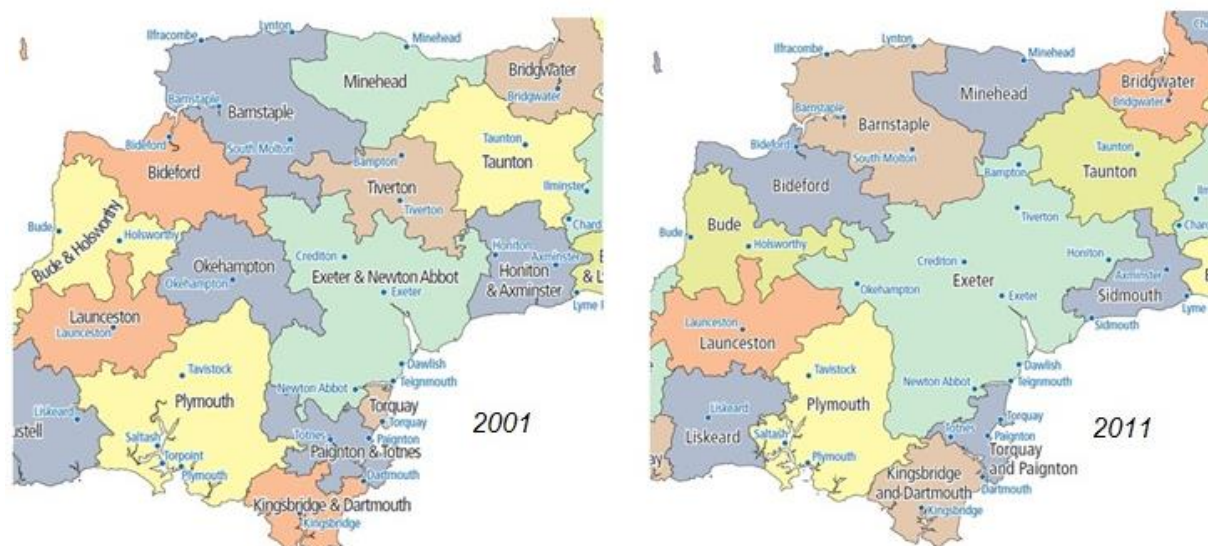 Lynton
Ilfracombe
Minehead
Minehead
Bridgwater
Bridgwater
Barnstaple
Barnstaple
Taunton
Taunton
Bideford
South Molton
Bampton
Bideford
Tiverton
Tiverton
Ilminster
Chard
Bude & Holsworthy
Bude
Holsworthy
Okehampton
Okehampton
Crediton
Exeter & Newton Abbot
Exeter
Honiton
Axminster
Honiton
& Axminster
& L
Lyme
Launceston
Launceston
Tavistock
Plymouth
Dawlish
Teignmouth
Newton Abbot
Torquay
Torquay
2001
Liskeard
ustell
Saltash
Torpoint
Plymouth
Totnes
Paignton
Paignton & Totnes
Dartmouth
Kingsbridge & Dartmouth
Kingsbridge
Lynton
Ilfracombe
Minehead
Minehead
Bridgwater
Bridgwater
Barnstaple
Barnstaple
Taunton
Taunton
Bideford
South Molton
Bampton
Bideford
Tiverton
Chard
Bude
Bude
Holsworthy
Honiton
Crediton
Axminster
Okehampton
Exeter
Exeter
Sidmouth
Sidmouth
Lyme
Launceston
Launceston
Tavistock
Dawlish
Teignmouth
Newton Abbot
Plymouth
Liskeard
Liskeard
Saltash
Plymouth
Totnes
Torquay
Paignton
Torquay
and Paignton
2011
Kingsbridge
and Dartmouth
Dartmouth
Kingsbridge